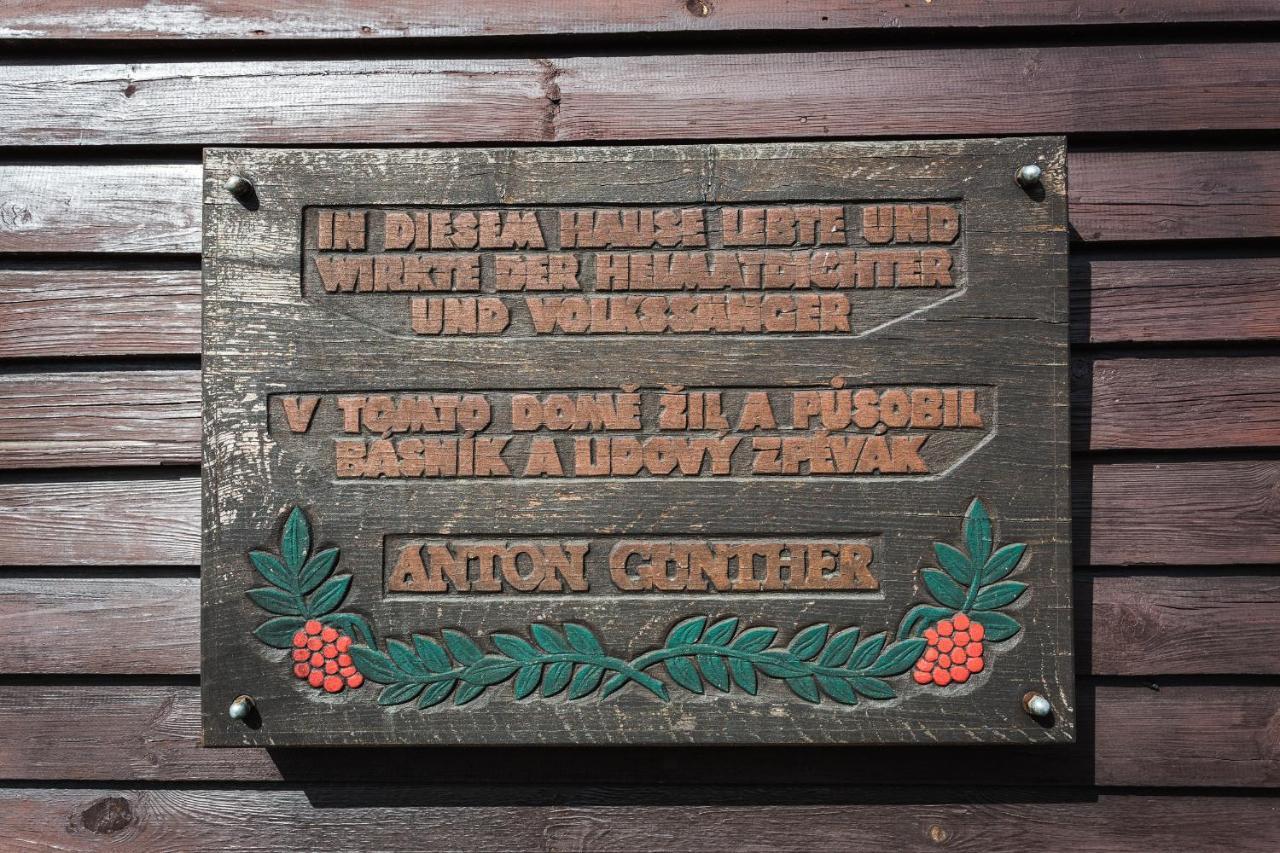 IN DIESEM HAUSE LEBTE UND
WIRKTE DER HEIMATDICHTER
UND VOLKSSÄNGER
V TOMTO DOMĚ ŽIL A PŮSOBIL
BÁSNÍK A LIDOVÝ ZPĚVÁK
ANTON GÜNTHER